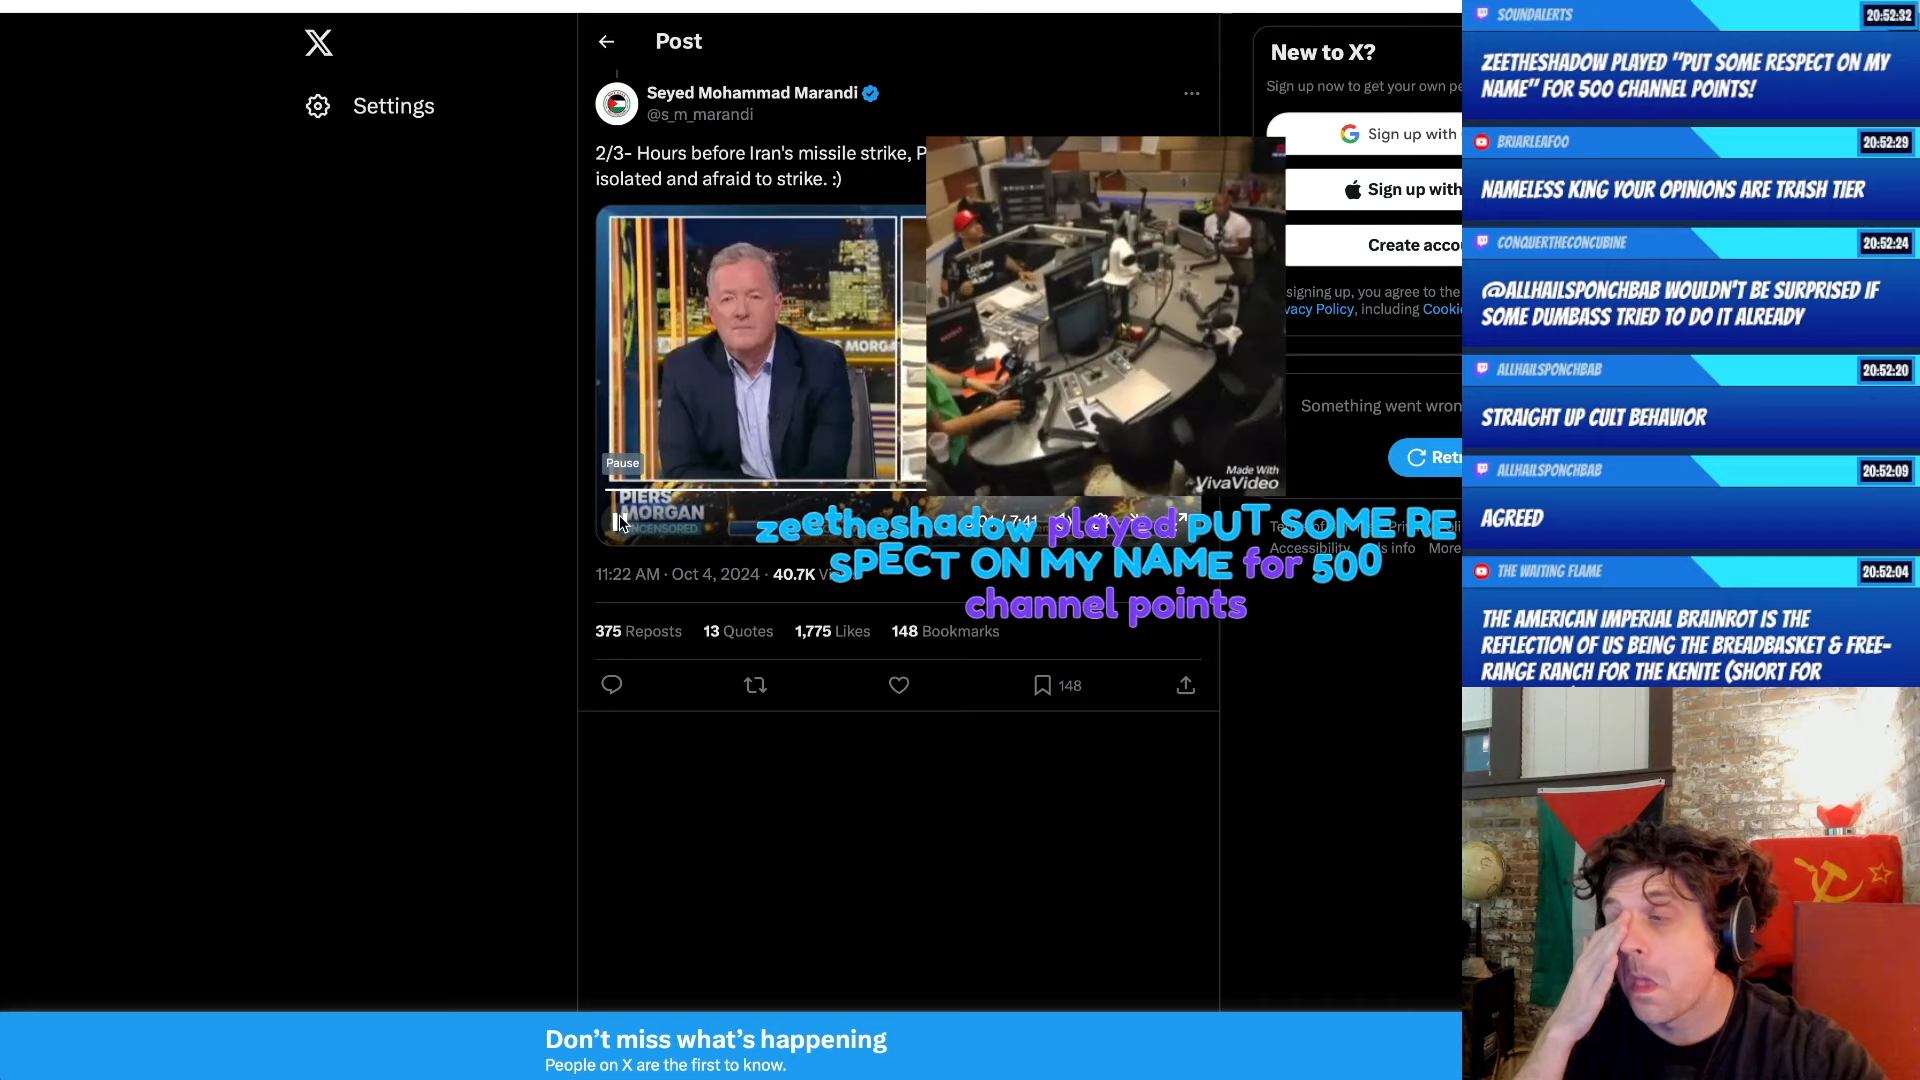 Post
Settings
Seyed Mohammad Marandi
@s_m_marandi
2/3- Hours before Iran's missile strike, P
isolated and afraid to strike. :)
Pause
PIERS
MORGAN
UNCENSORED
Made With
VivaVideo
zeetheshadow played PUT SOME RE
SPECT ON MY NAME for 500
channel points
11:22 AM · Oct 4, 2024 · 40.7K
375 Reposts 13 Quotes 1,775 Likes 148 Bookmarks
148
New to X?
Sign up now to get your own pe
Sign up with
Sign up with
Create acco
signing up, you agree to the
vacy Policy, including Cooki
Something went wron
Retr
Accessibility
More
Don't miss what's happening
People on X are the first to know.
SOUNDALERTS 20:52:32
ZEETHESHADOW PLAYED "PUT SOME RESPECT ON MY
NAME" FOR 500 CHANNEL POINTS!
BRIARLEAFOO 20:52:29
NAMELESS KING YOUR OPINIONS ARE TRASH TIER
CONQUERTHECONCUBINE 20:52:24
@ALLHAILSPONCHBAB WOULDN'T BE SURPRISED IF
SOME DUMBASS TRIED TO DO IT ALREADY
ALLHAILSPONCHBAB 20:52:20
STRAIGHT UP CULT BEHAVIOR
ALLHAILSPONCHBAB 20:52:09
AGREED
THE WAITING FLAME 20:52:04
THE AMERICAN IMPERIAL BRAINROT IS THE
REFLECTION OF US BEING THE BREADBASKET & FREE-
RANGE RANCH FOR THE KENITE (SHORT FOR